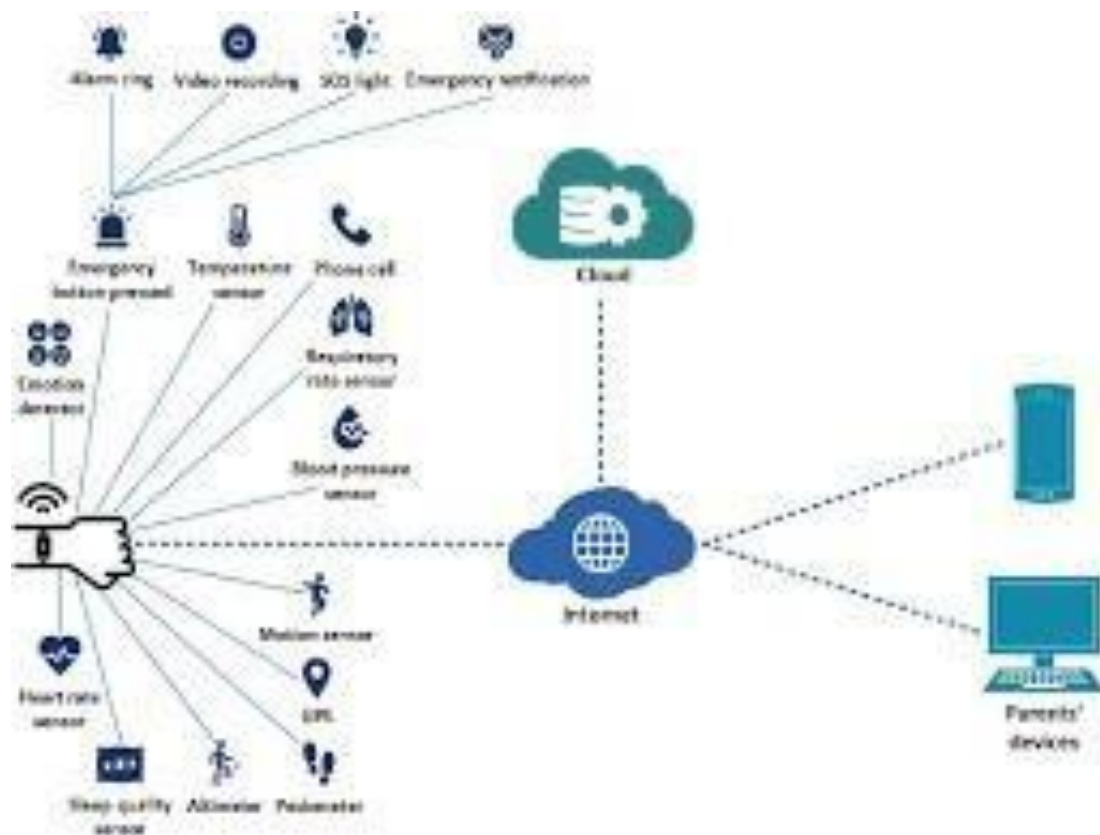 Alarm ring
Video recording
SOS light
Emergency notification
Emergency
button pressed
Temperature
sensor
Phone call
Emotion
Respiratory
rate sensor
Blood pressure
sensor
Cloud
Internet
Motion sensor
GPS
Heart rate
sensor
Sleep quality
sensor
Altimeter
Pedometer
Parents'
devices